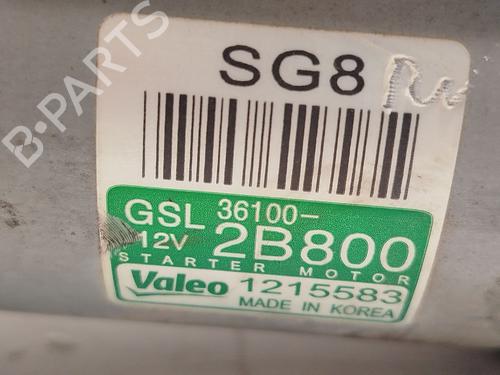 SG8
GSL 36100-
12V 2B800
STARTER MOTOR
Valeo 1215583
MADE IN KOREA
B-PARTS